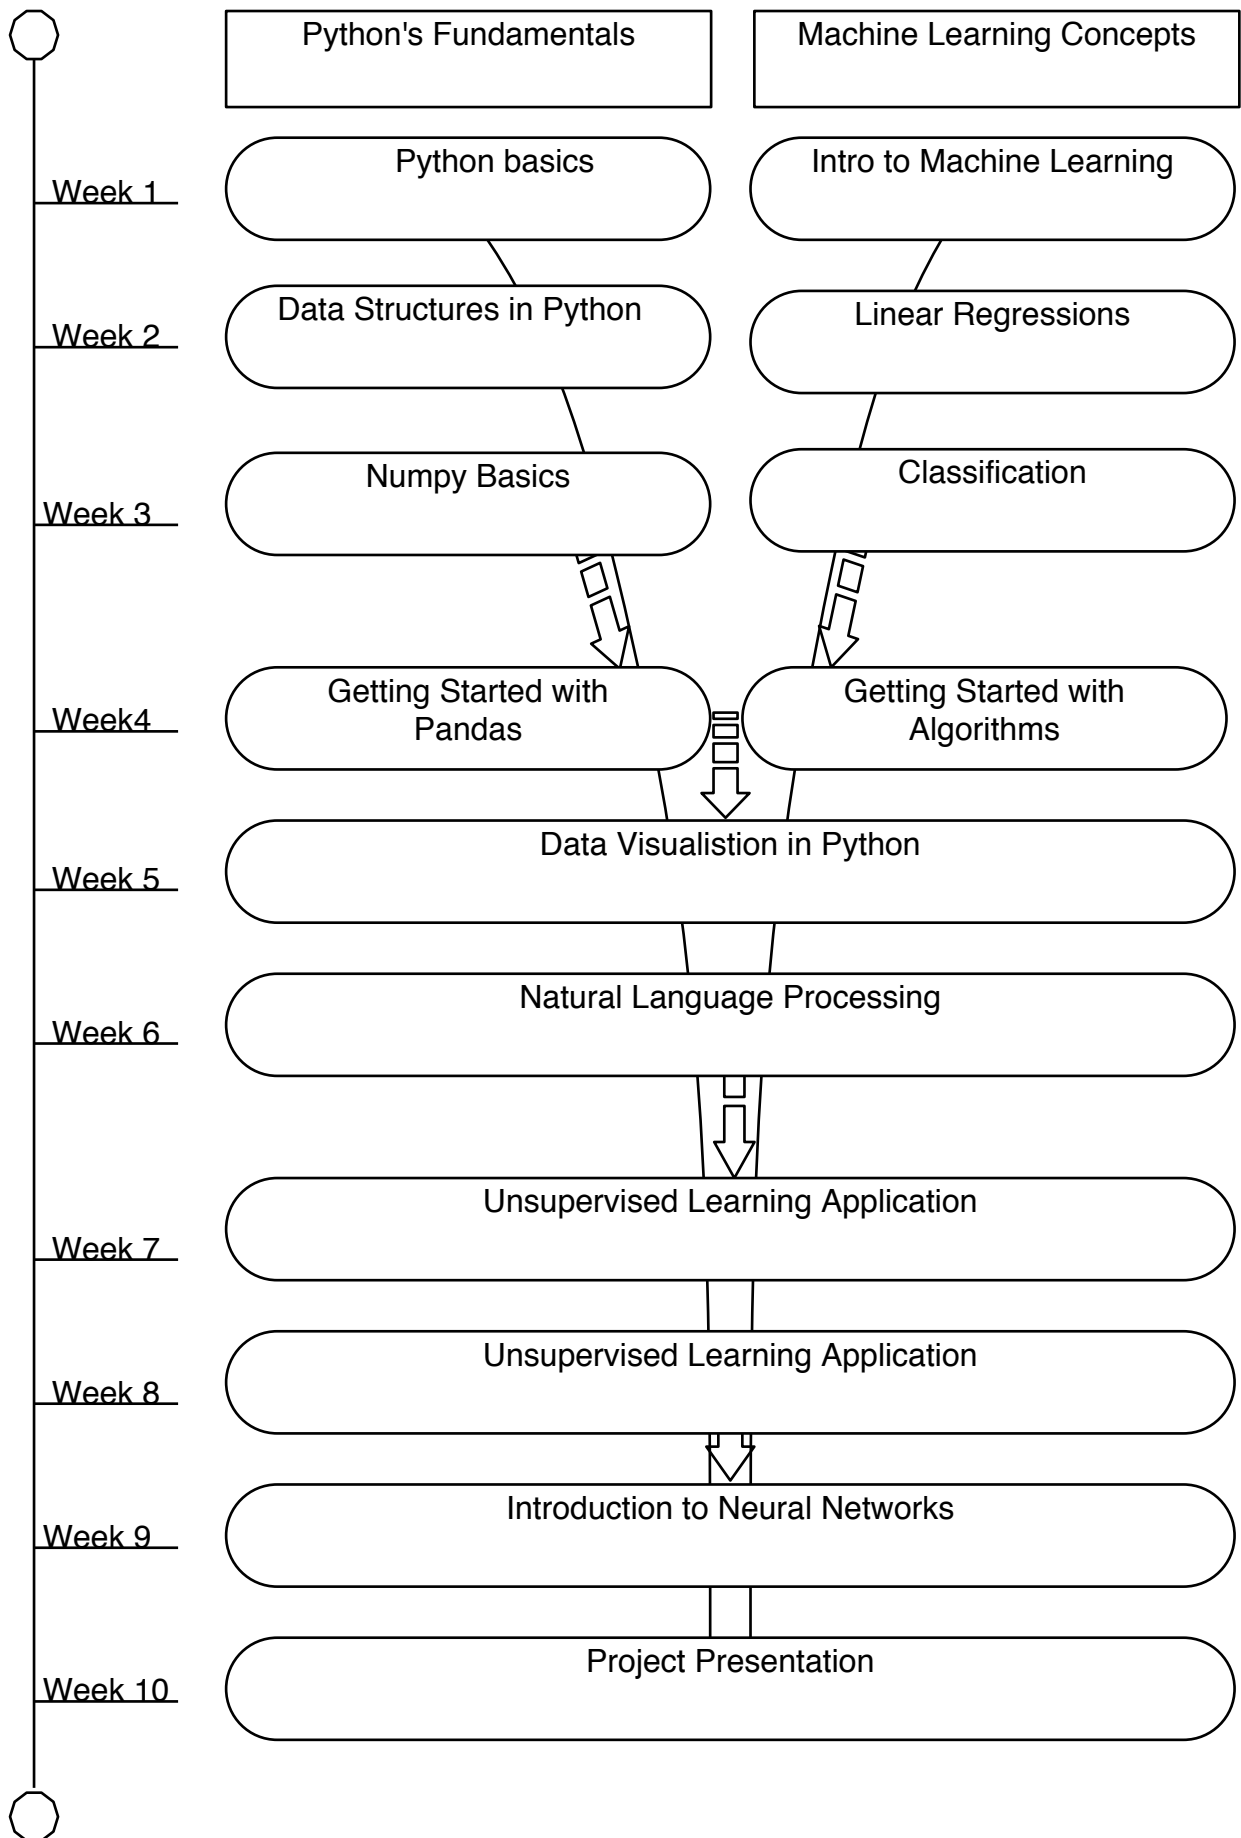 Python's Fundamentals
Machine Learning Concepts
Week 1
Python basics
Intro to Machine Learning
Week 2
Data Structures in Python
Linear Regressions
Week 3
Numpy Basics
Classification
Week4
Getting Started with
Pandas
Getting Started with
Algorithms
Week 5
Data Visualistion in Python
Week 6
Natural Language Processing
Week 7
Unsupervised Learning Application
Week 8
Unsupervised Learning Application
Week 9
Introduction to Neural Networks
Week 10
Project Presentation